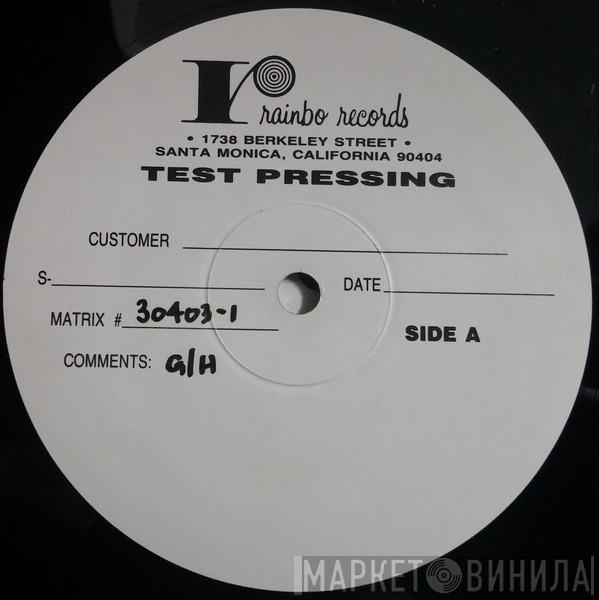 r rainbo records
• 1738 BERKELEY STREET •
SANTA MONICA, CALIFORNIA 90404
TEST PRESSING
CUSTOMER
S-
DATE
MATRIX # 30403-1
SIDE A
COMMENTS: G/H
МАРКЕТ ВИНИЛА